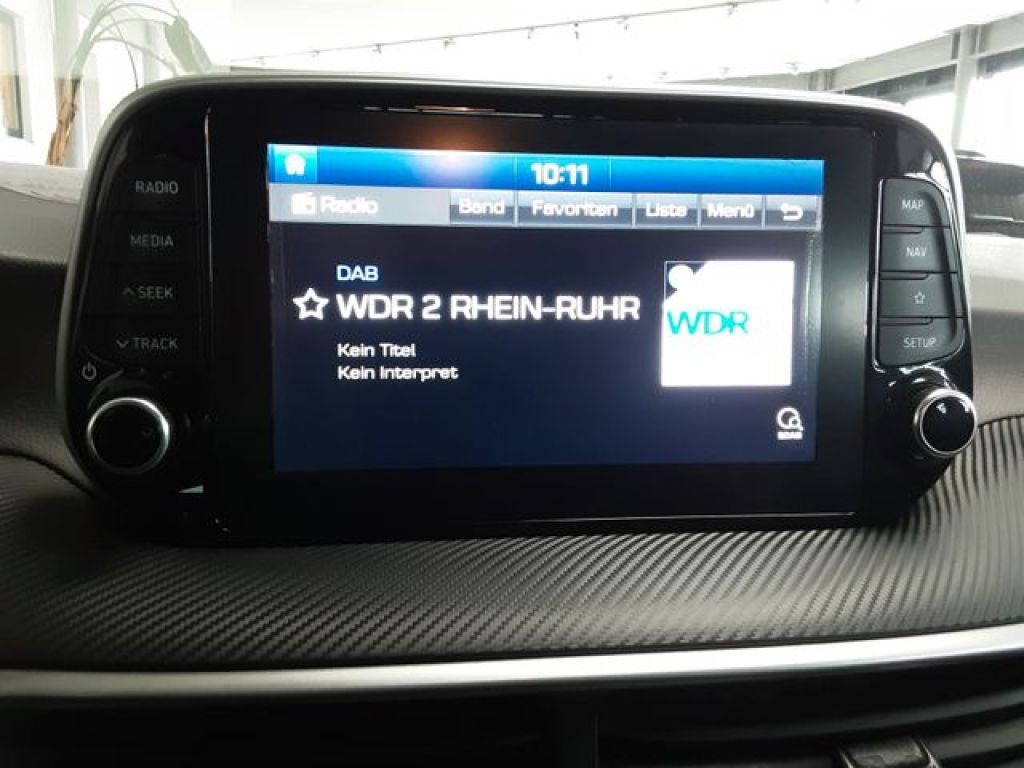 RADIO
MEDIA
SEEK
TRACK
10:11
Radio
Band
Favoriten
Liste
Menü
DAB
WDR 2 RHEIN-RUHR
Kein Titel
Kein Interpret
WDR
MAP
NAV
SETUP